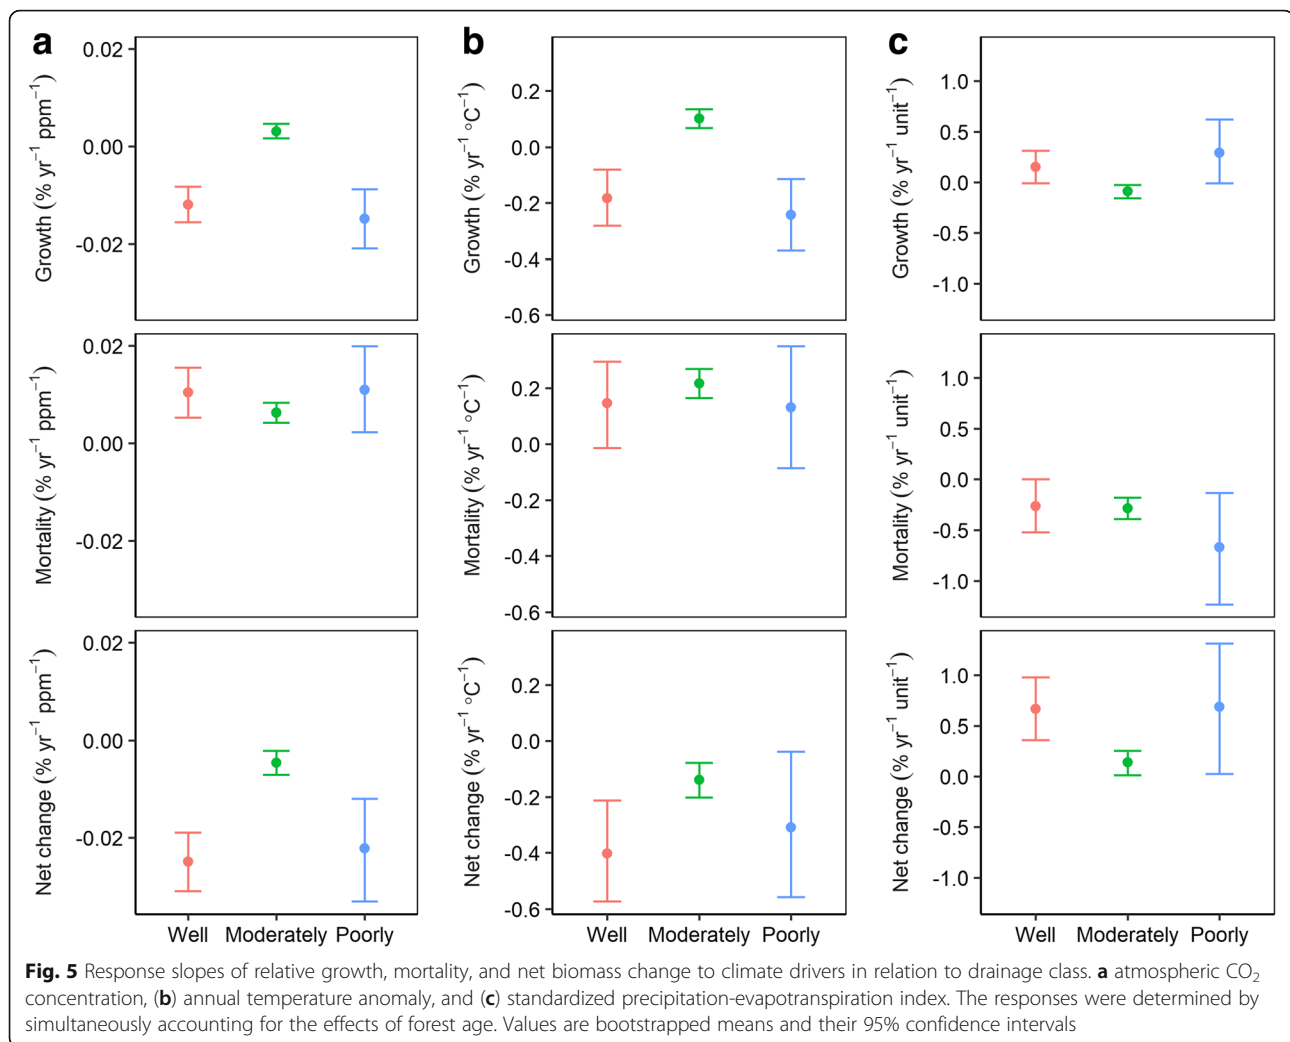 a
b
c
0.02
0.00
-0.02
Growth (% yr⁻¹ ppm⁻¹)
0.2
0.0
-0.2
-0.4
-0.6
Growth (% yr⁻¹ °C⁻¹)
1.0
0.5
0.0
-0.5
-1.0
Growth (% yr⁻¹ unit⁻¹)
0.02
0.00
-0.02
Mortality (% yr⁻¹ ppm⁻¹)
0.2
0.0
-0.2
-0.4
-0.6
Mortality (% yr⁻¹ °C⁻¹)
1.0
0.5
0.0
-0.5
-1.0
Mortality (% yr⁻¹ unit⁻¹)
0.02
0.00
-0.02
Net change (% yr⁻¹ ppm⁻¹)
0.2
0.0
-0.2
-0.4
-0.6
Net change (% yr⁻¹ °C⁻¹)
1.0
0.5
0.0
-0.5
-1.0
Net change (% yr⁻¹ unit⁻¹)
Well Moderately Poorly
Well Moderately Poorly
Well Moderately Poorly
Fig. 5 Response slopes of relative growth, mortality, and net biomass change to climate drivers in relation to drainage class. a atmospheric CO₂
concentration, (b) annual temperature anomaly, and (c) standardized precipitation-evapotranspiration index. The responses were determined by
simultaneously accounting for the effects of forest age. Values are bootstrapped means and their 95% confidence intervals